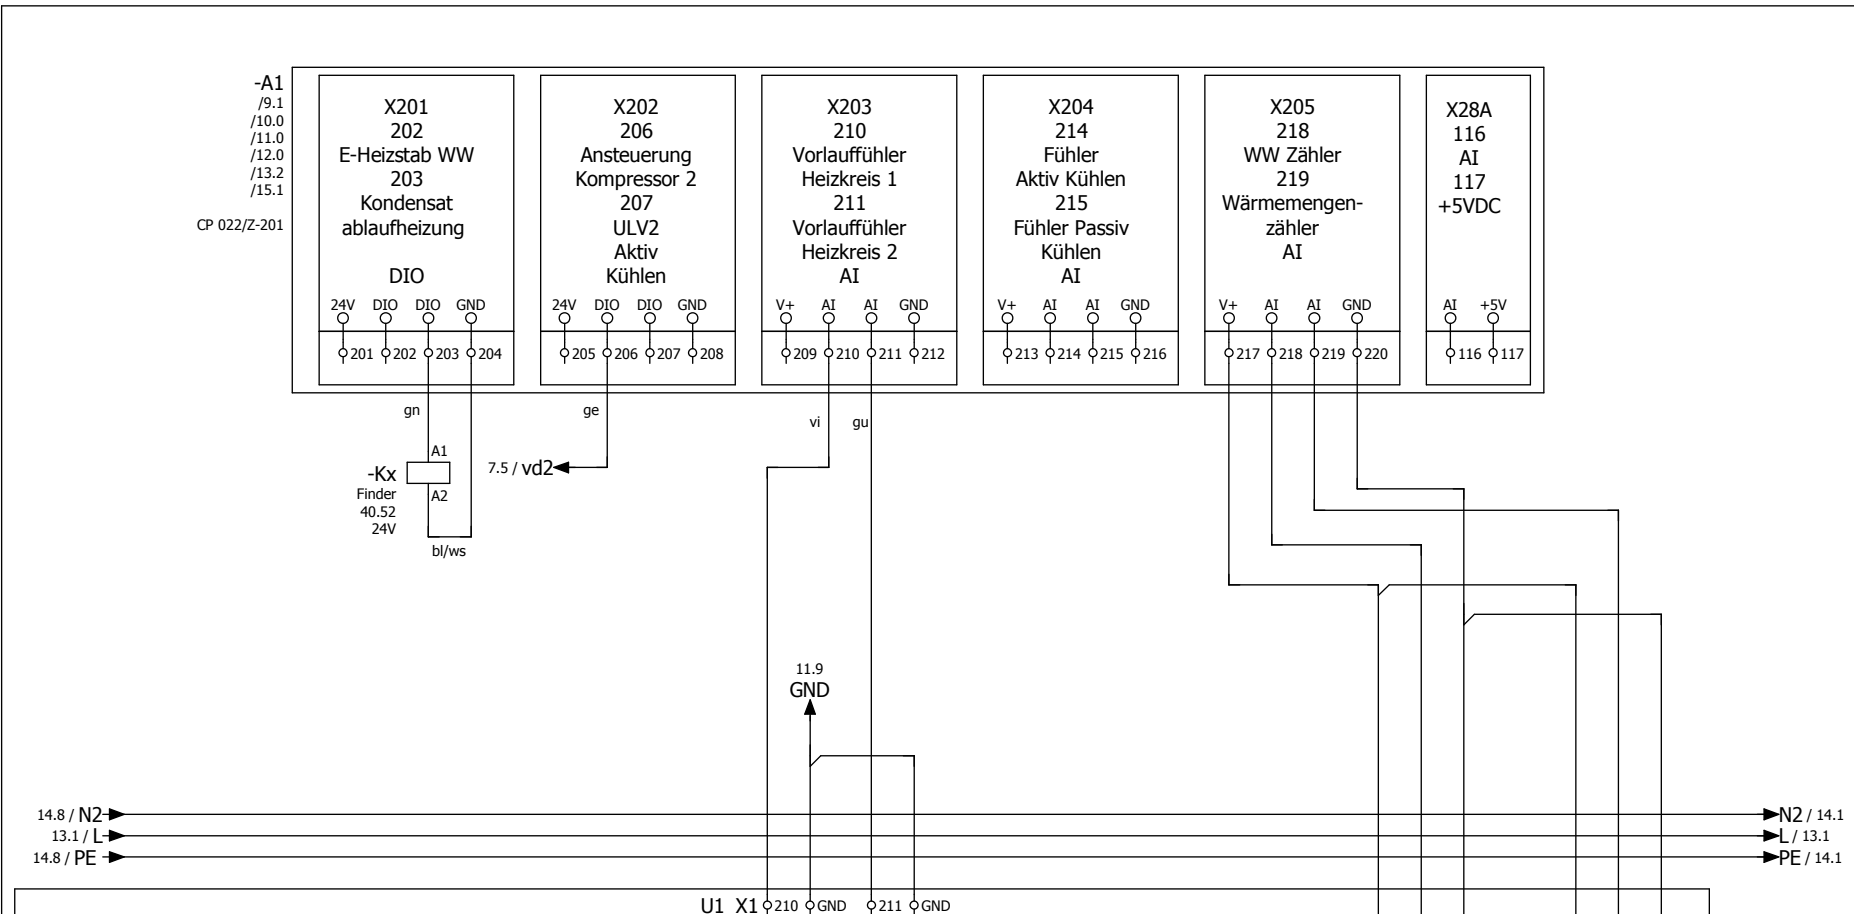 -A1
/9.1
/10.0
/11.0
/12.0
/13.2
/15.1
CP 022/Z-201
X201
202
E-Heizstab WW
203
Kondensat
ablaufheizung
DIO
24V DIO DIO GND
201 202 203 204
X202
206
Ansteuerung
Kompressor 2
207
ULV2
Aktiv
Kühlen
24V DIO DIO GND
205 206 207 208
X203
210
Vorlauffühler
Heizkreis 1
211
Vorlauffühler
Heizkreis 2
AI
V+ AI AI GND
209 210 211 212
X204
214
Fühler
Aktiv Kühlen
215
Fühler Passiv
Kühlen
AI
V+ AI AI GND
213 214 215 216
X205
218
WW Zähler
219
Wärmemengen-
zähler
AI
V+ AI AI GND
217 218 219 220
X28A
116
AI
117
+5VDC
AI +5V
116 117
gn
ge
vi
gu
A1
-Kx
Finder
40.52
24V
A2
bl/ws
7.5 / vd2
11.9
GND
14.8 / N2
13.1 / L
14.8 / PE
N2 / 14.1
L / 13.1
PE / 14.1
U1 X1 210 GND 211 GND